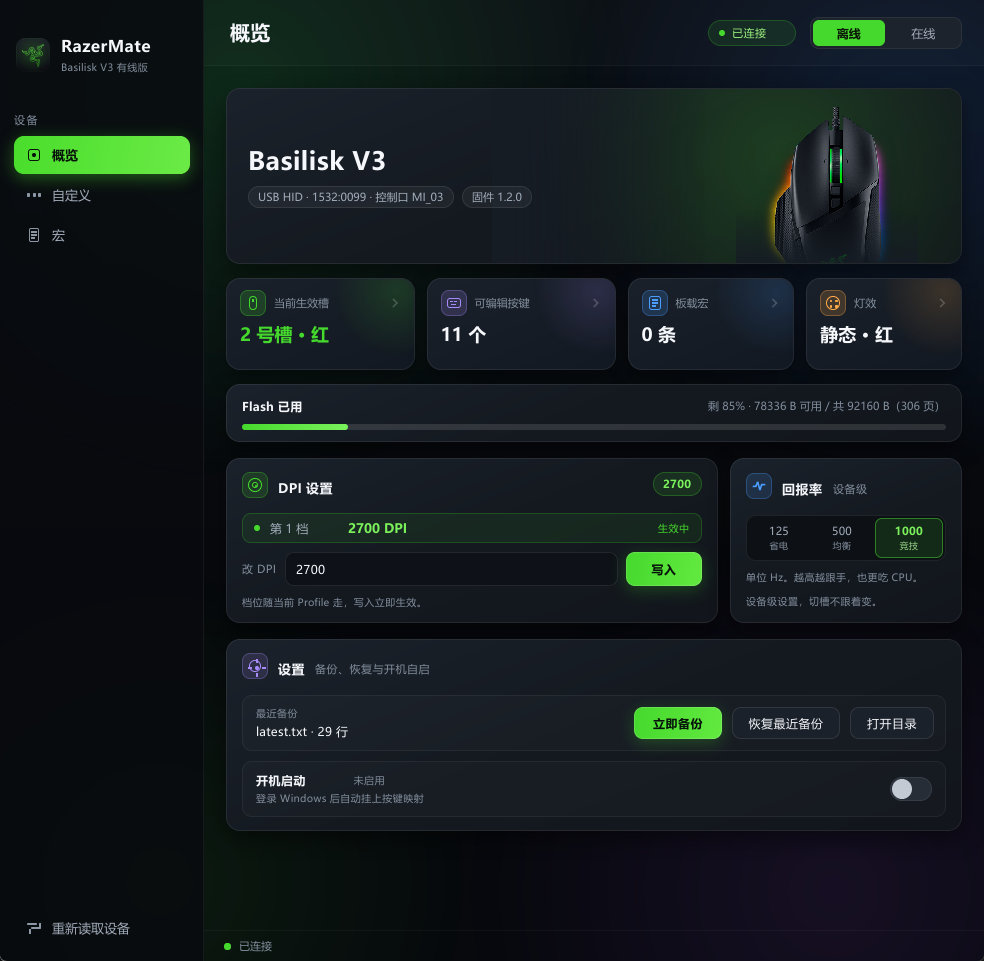 RazerMate
Basilisk V3 有线版
设备
概览
自定义
宏
重新读取设备
概览
已连接
离线
在线
Basilisk V3
USB HID · 1532:0099 · 控制口 MI_03
固件 1.2.0
当前生效槽
2 号槽 · 红
可编辑按键
11 个
板载宏
0 条
灯效
静态 · 红
Flash 已用
剩 85% · 78336 B 可用 / 共 92160 B（306 页）
DPI 设置
2700
第 1 档
2700 DPI
生效中
改 DPI
2700
写入
档位随当前 Profile 走，写入立即生效。
回报率
设备级
125
省电
500
均衡
1000
竞技
单位 Hz。越高越跟手，也更吃 CPU。
设备级设置，切槽不跟着变。
设置
备份、恢复与开机自启
最近备份
latest.txt · 29 行
立即备份
恢复最近备份
打开目录
开机启动
未启用
登录 Windows 后自动挂上按键映射
已连接